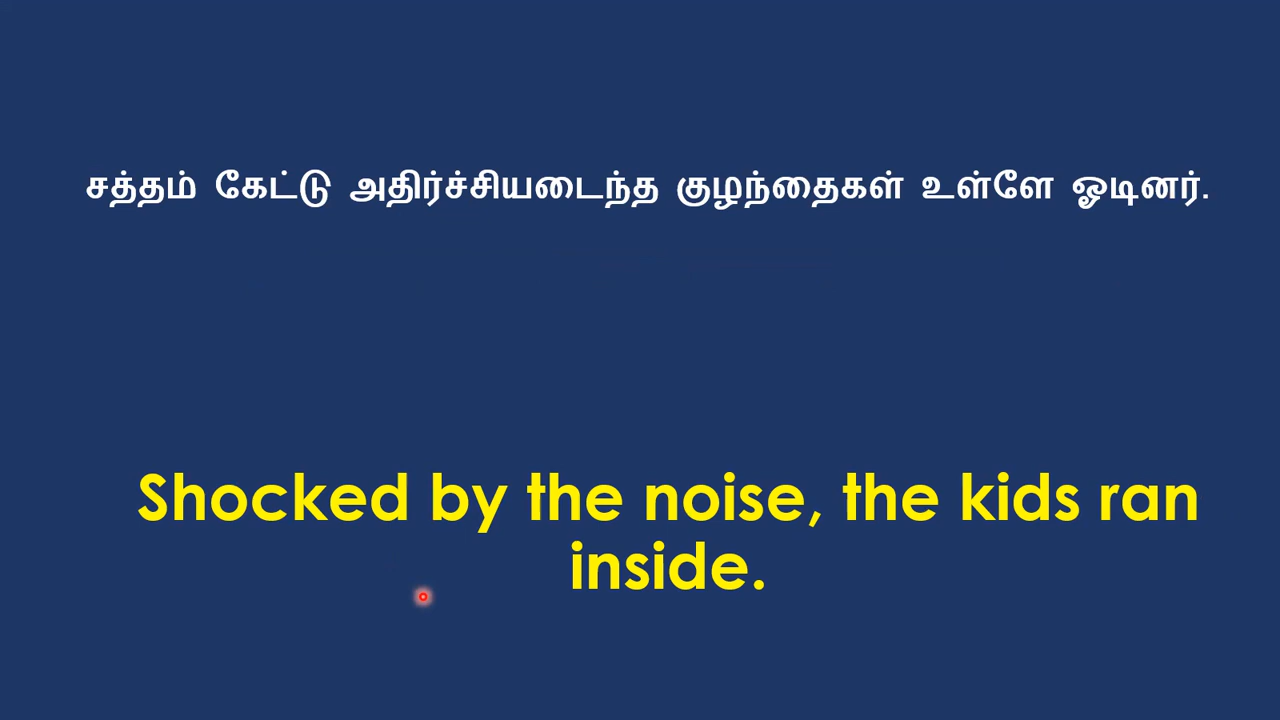 சத்தம் கேட்டு அதிர்ச்சியடைந்த குழந்தைகள் உள்ளே ஓடினர்.
Shocked by the noise, the kids ran
inside.